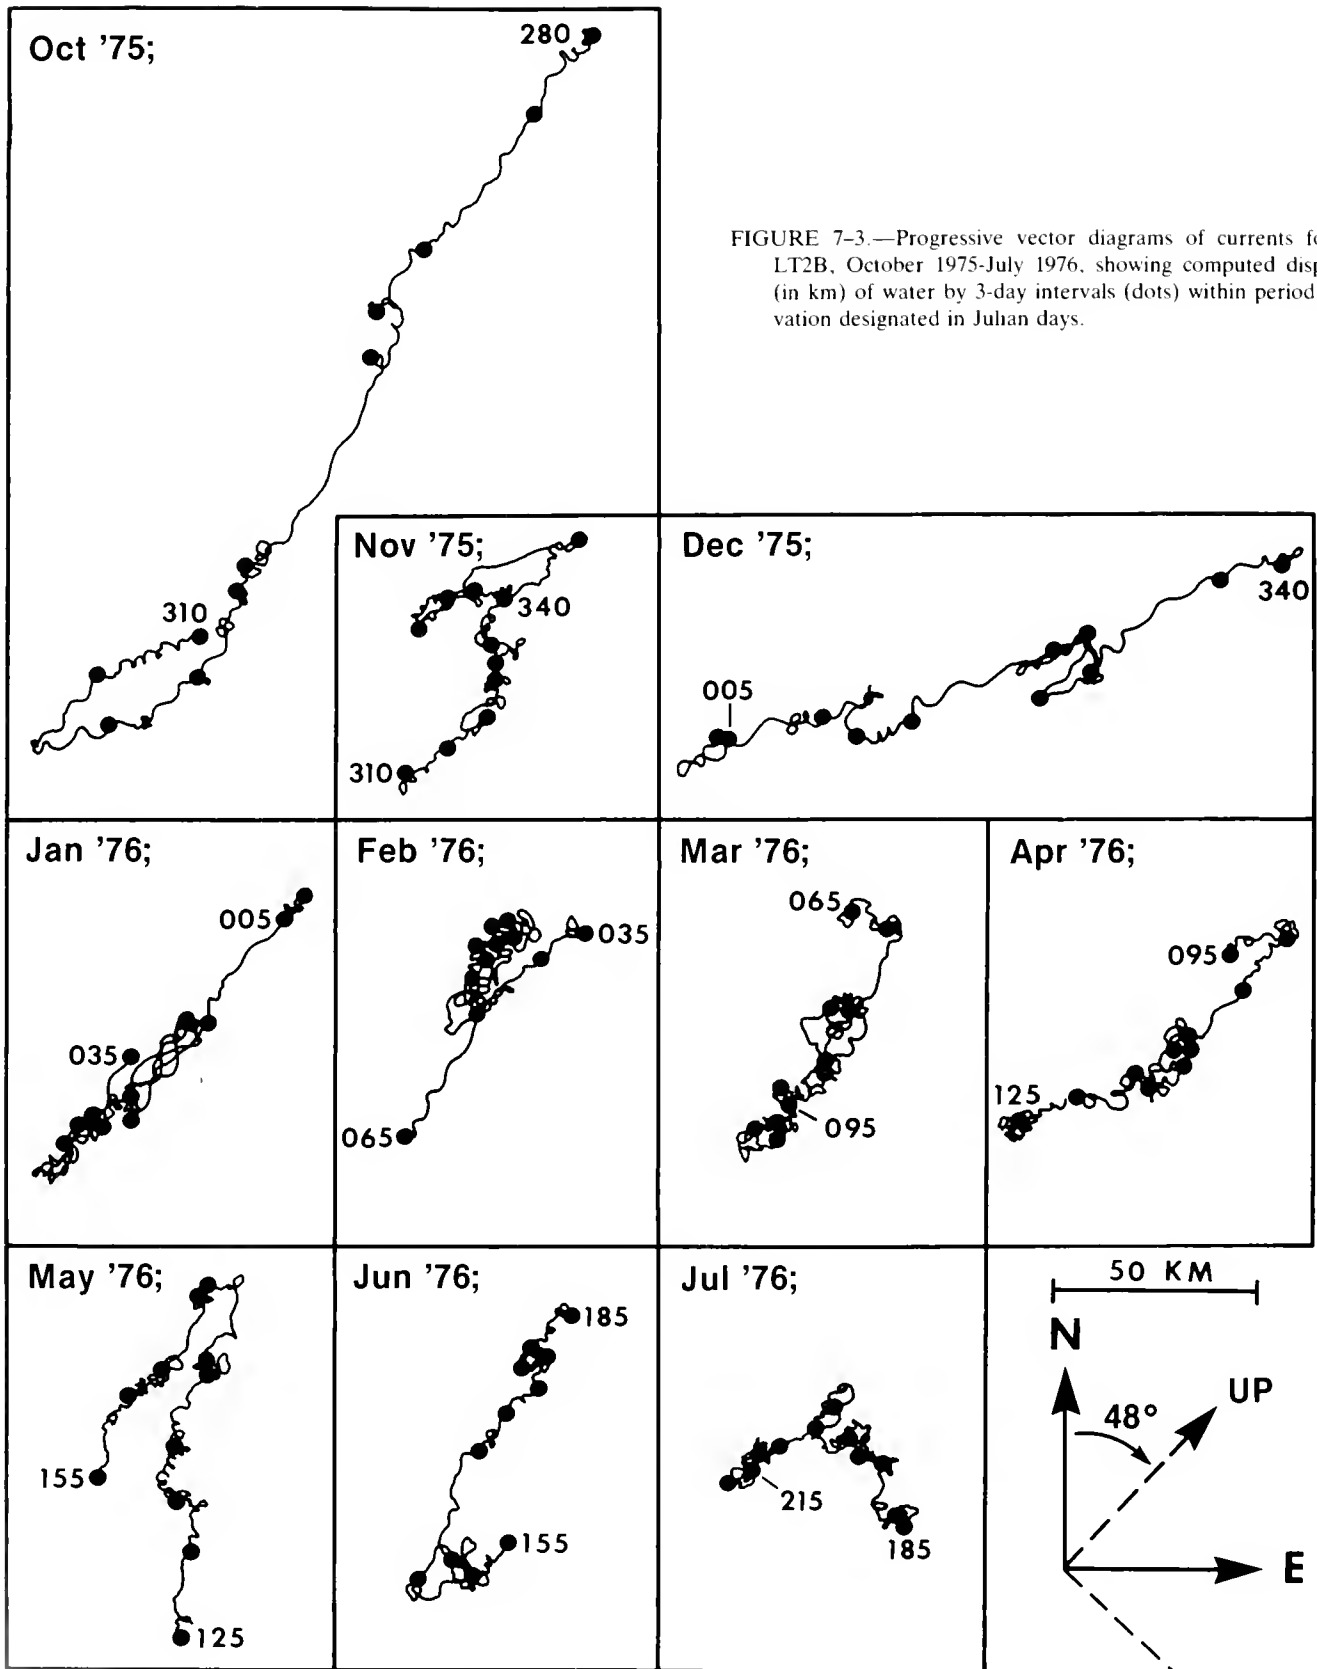 Oct '75;
280
310
FIGURE 7–3.—Progressive vector diagrams of currents
LT2B, October 1975-July 1976, showing computed
(in km) of water by 3-day intervals (dots) within period
vation designated in Julian days.
Nov '75;
340
310
Dec '75;
340
005
Jan '76;
005
035
Feb '76;
035
065
Mar '76;
065
095
Apr '76;
095
125
May '76;
155
125
Jun '76;
185
155
Jul '76;
215
185
50 KM
N
48°
UP
E